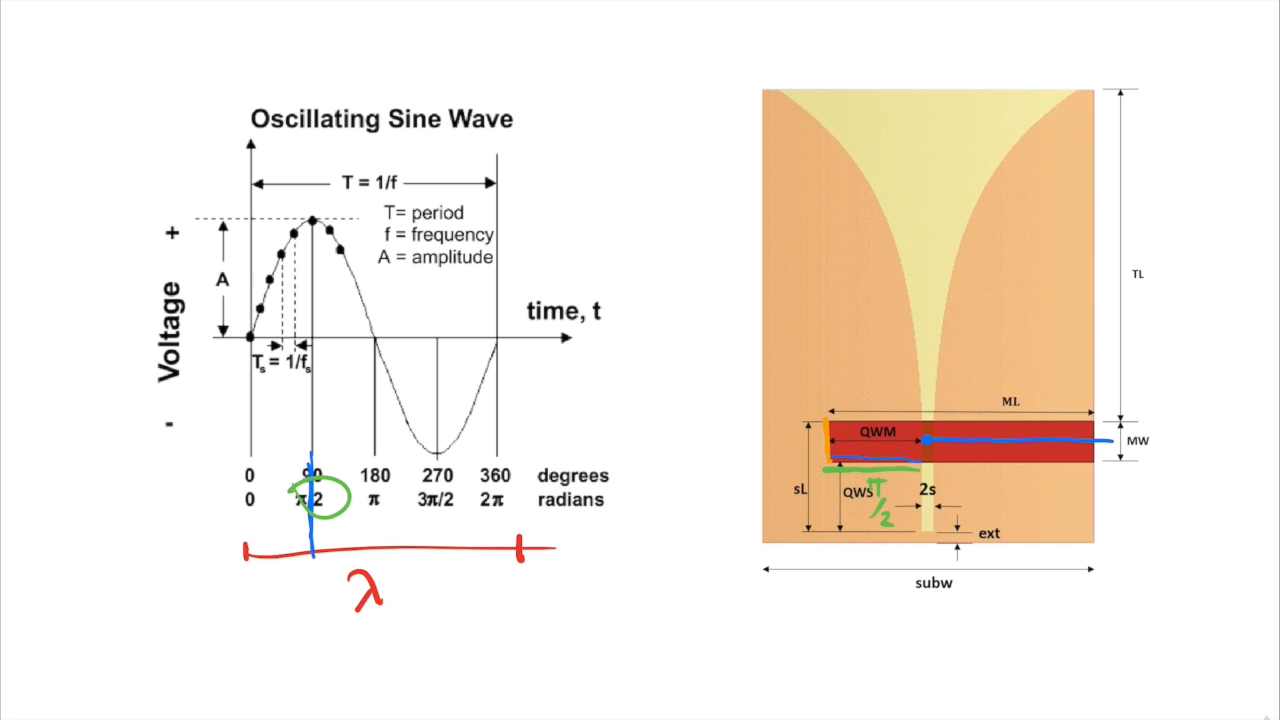 Oscillating Sine Wave
T = 1/f
T= period
f = frequency
A = amplitude
- Voltage +
A
time, t
Ts = 1/fs
0 90 180 270 360 degrees
0 π/2 π 3π/2 2π radians
λ
TL
ML
QWM
MW
sL
QWS
π/2
2s
ext
subw